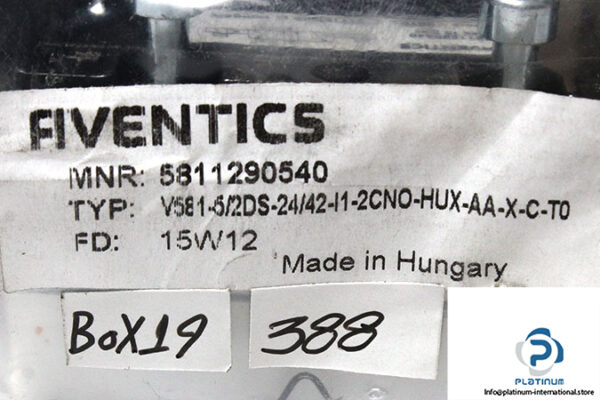 AVENTICS
MNR: 5811290540
TYP: V581-5/2DS-24/42-I1-2CNO-HUX-AA-X-C-T0
FD: 15W12
Made in Hungary
BOX19
388
PLATINUM
Info@platinum-international.store